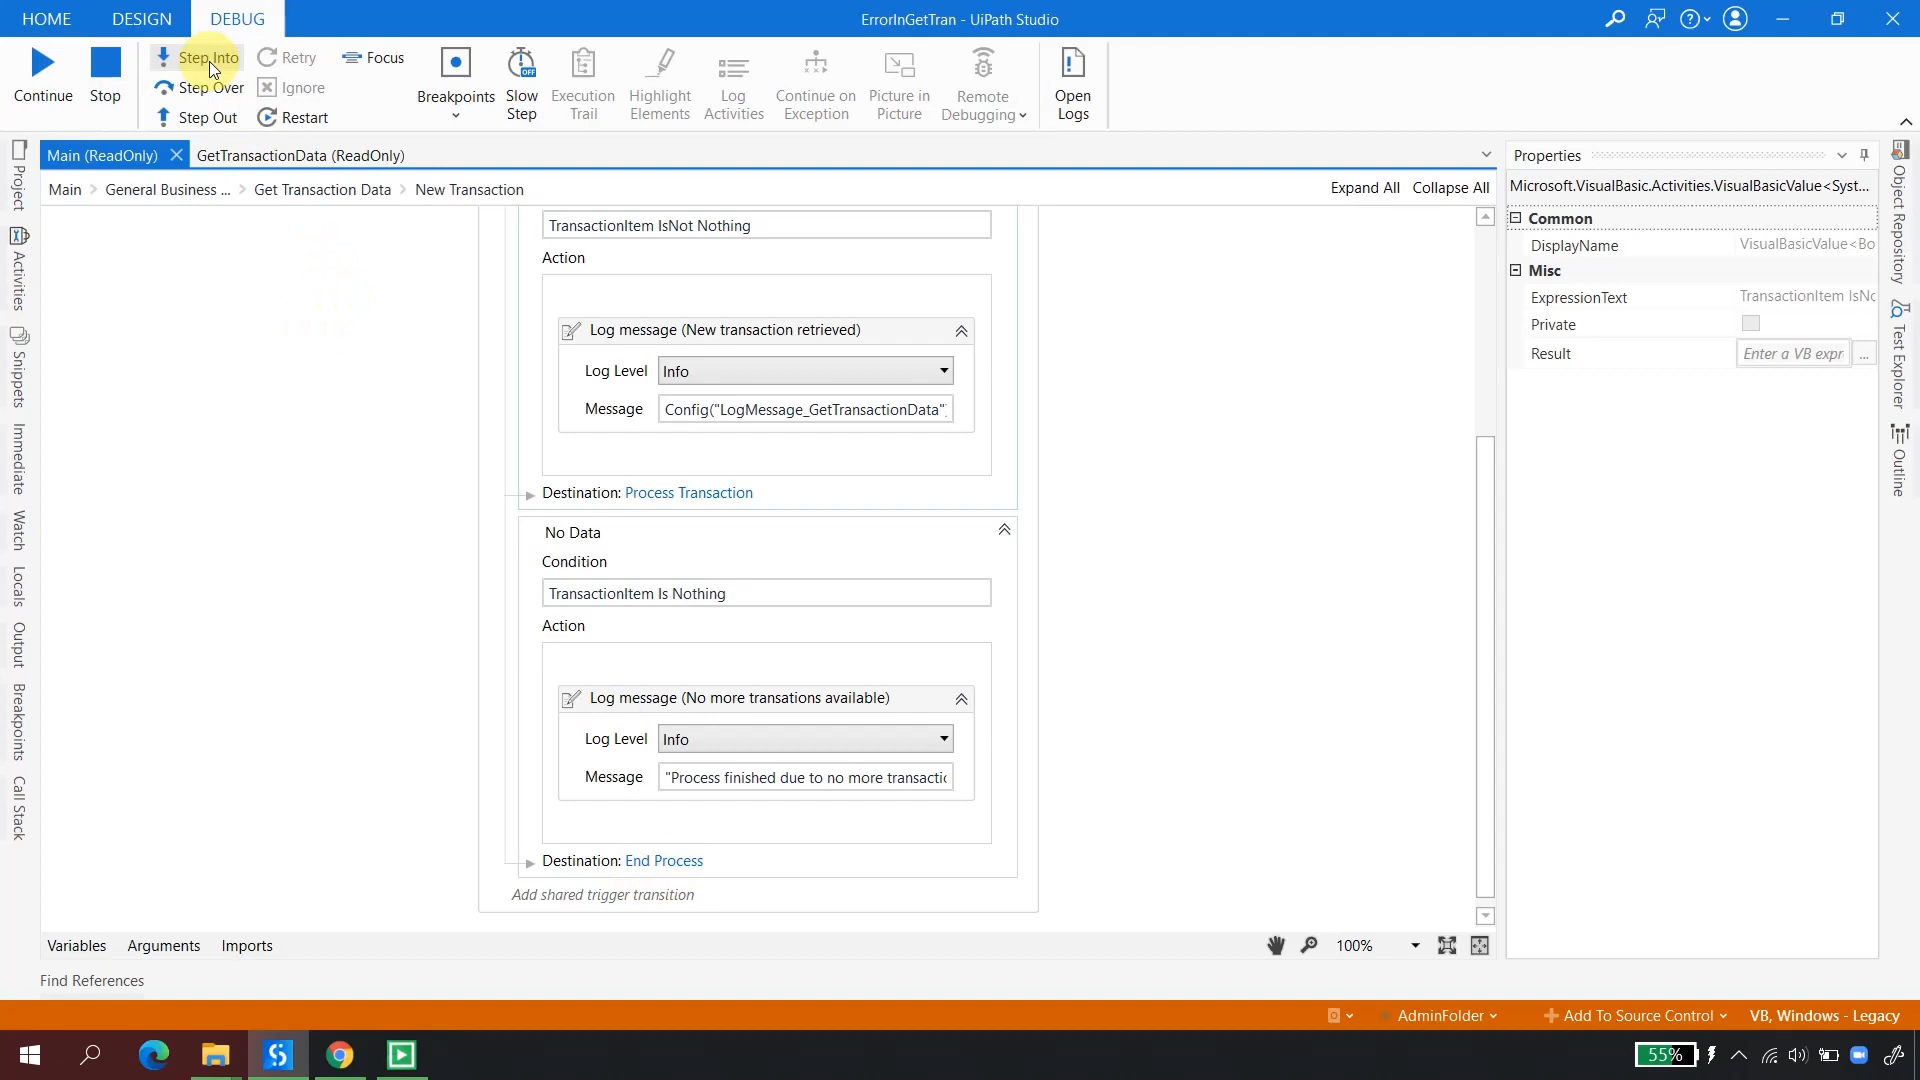 HOME DESIGN DEBUG ErrorInGetTran - UiPath Studio
Continue Stop Step Into Retry Focus
Step Over Ignore
Step Out Restart
Breakpoints Slow Step Execution Trail Highlight Elements Log Activities Continue on Exception Picture in Picture Remote Debugging Open Logs
Main (ReadOnly) GetTransactionData (ReadOnly)
Main > General Business ... > Get Transaction Data > New Transaction Expand All Collapse All
TransactionItem IsNot Nothing
Action
Log message (New transaction retrieved)
Log Level Info
Message Config("LogMessage_GetTransactionData"
Destination: Process Transaction
No Data
Condition
TransactionItem Is Nothing
Action
Log message (No more transations available)
Log Level Info
Message "Process finished due to no more transactic
Destination: End Process
Add shared trigger transition
Variables Arguments Imports 100%
Find References
Project
Activities
Snippets
Immediate
Watch
Locals
Output
Breakpoints
Call Stack
Properties
Microsoft.VisualBasic.Activities.VisualBasicValue<Syst...
Common
DisplayName VisualBasicValue<Bo
Misc
ExpressionText TransactionItem IsNo
Private
Result Enter a VB expr ...
Object Repository
Test Explorer
Outline
AdminFolder Add To Source Control VB, Windows - Legacy
55%